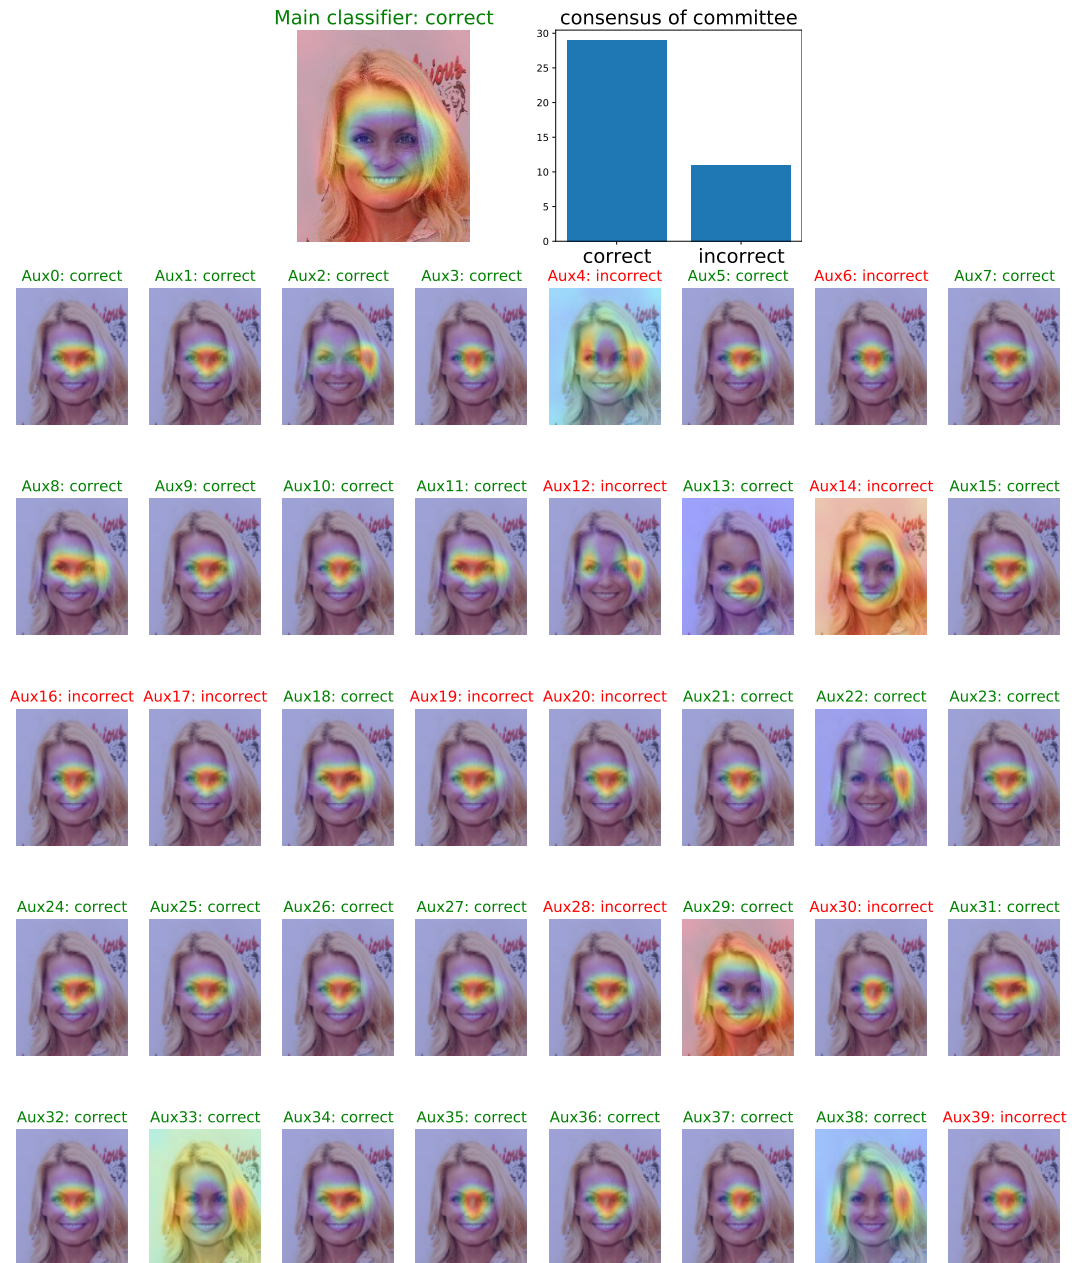 Main classifier: correct
consensus of committee
30
25
20
15
10
5
0
correct incorrect
Aux0: correct Aux1: correct Aux2: correct Aux3: correct Aux4: incorrect Aux5: correct Aux6: incorrect Aux7: correct
Aux8: correct Aux9: correct Aux10: correct Aux11: correct Aux12: incorrect Aux13: correct Aux14: incorrect Aux15: correct
Aux16: incorrect Aux17: incorrect Aux18: correct Aux19: incorrect Aux20: incorrect Aux21: correct Aux22: correct Aux23: correct
Aux24: correct Aux25: correct Aux26: correct Aux27: correct Aux28: incorrect Aux29: correct Aux30: incorrect Aux31: correct
Aux32: correct Aux33: correct Aux34: correct Aux35: correct Aux36: correct Aux37: correct Aux38: correct Aux39: incorrect